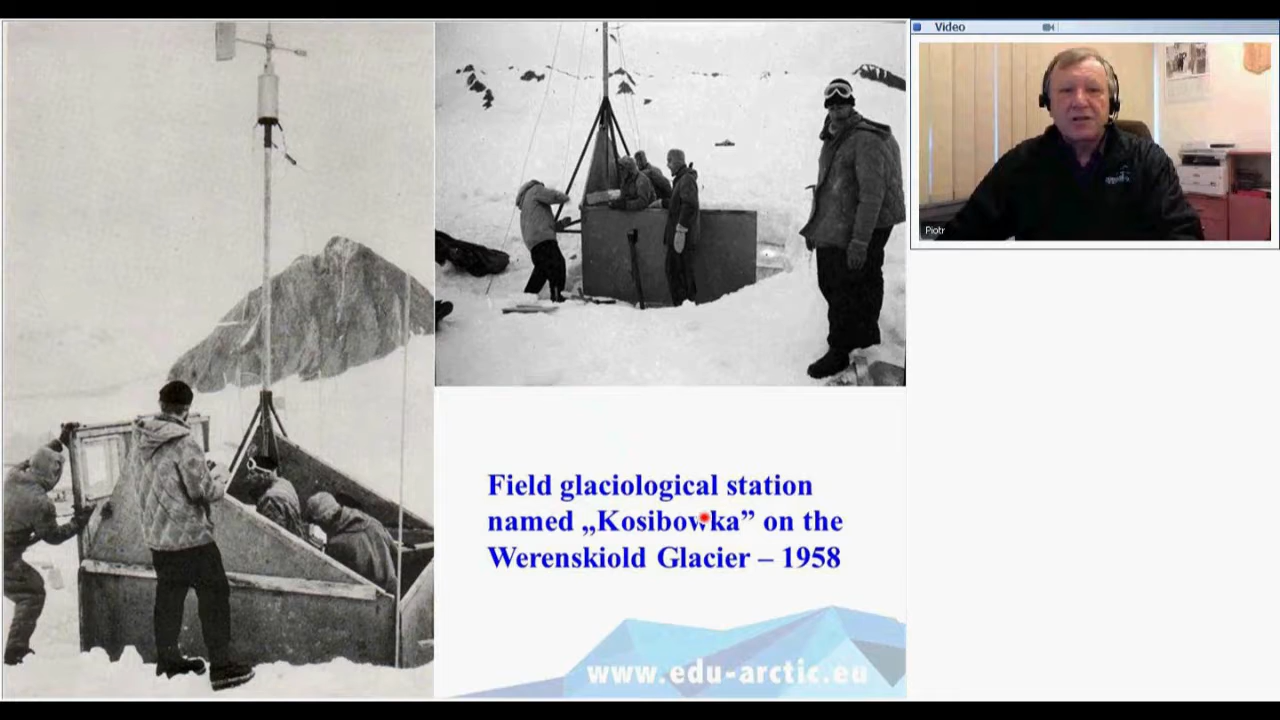 Video
Piotr
Field glaciological station
named „Kosibowka” on the
Werenskiold Glacier – 1958
www.edu-arctic.eu